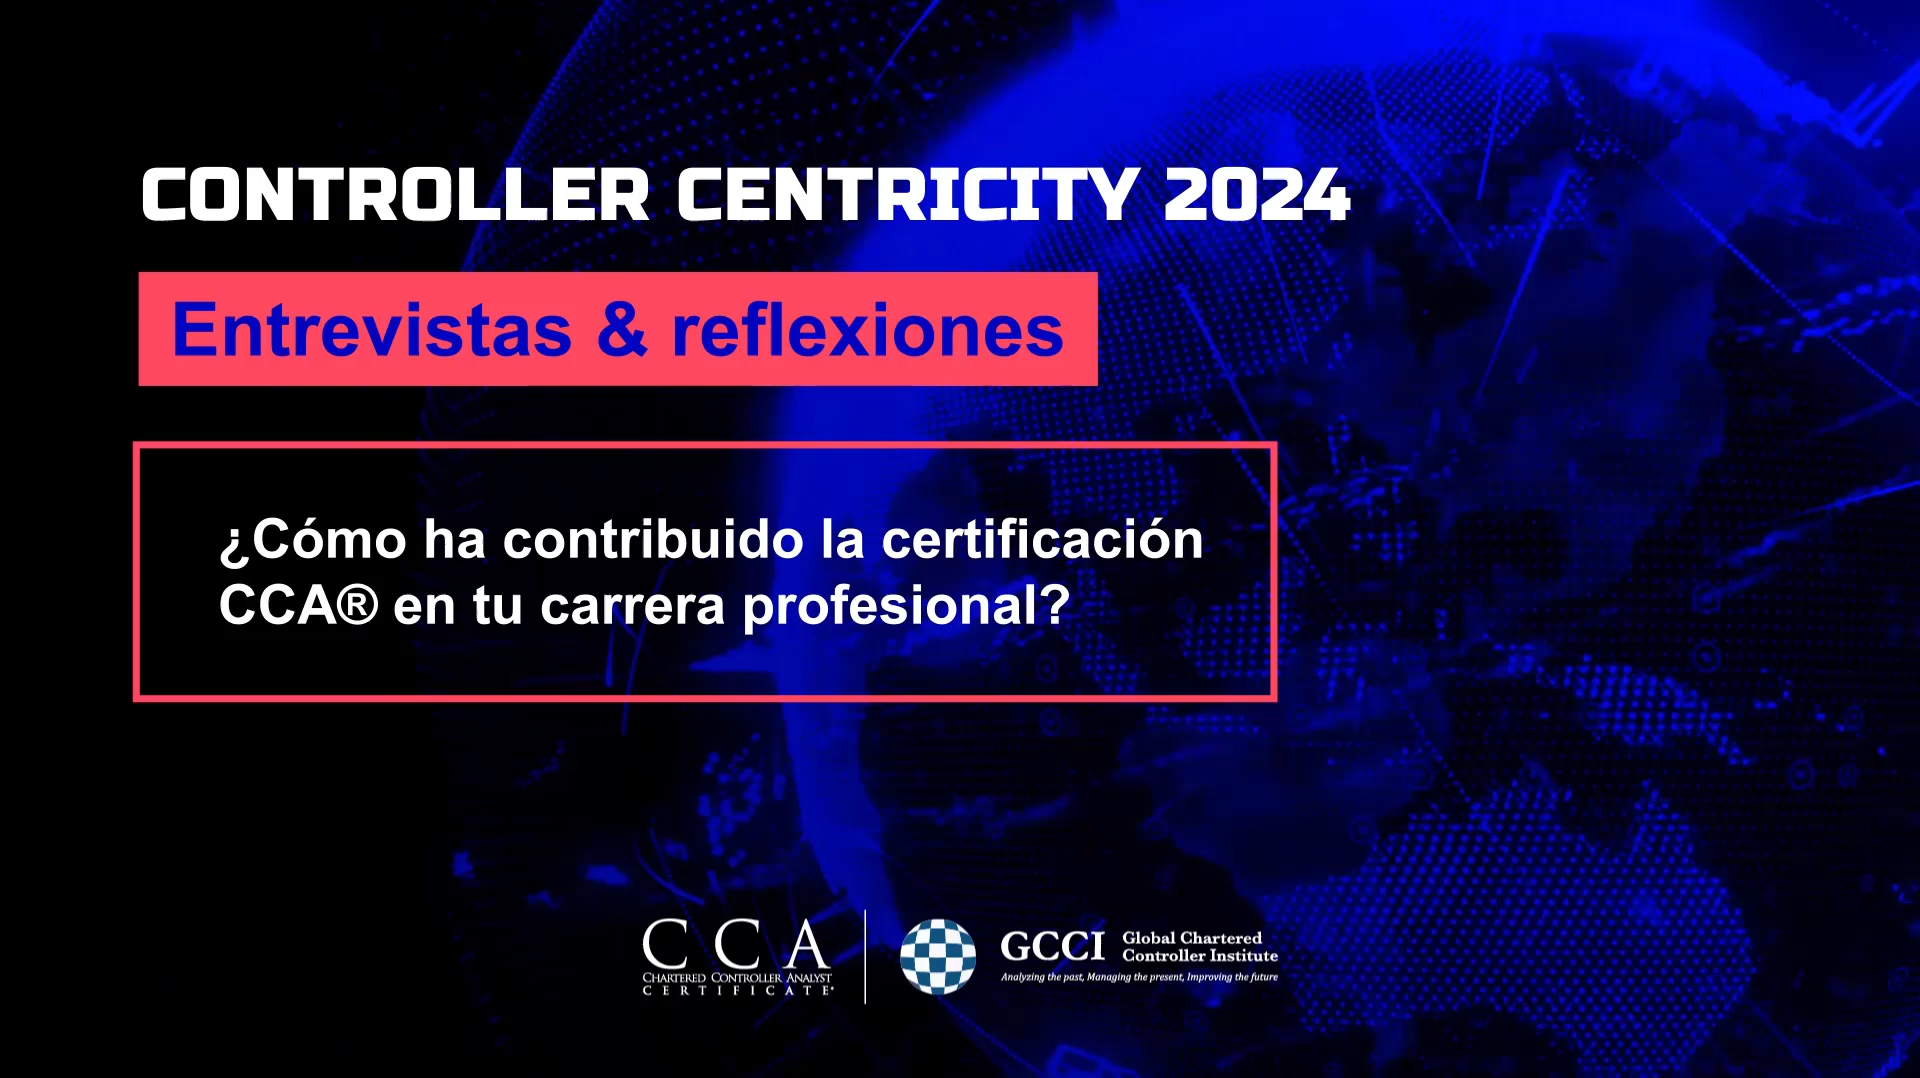 CONTROLLER CENTRICITY 2024
Entrevistas & reflexiones
¿Cómo ha contribuido la certificación
CCA® en tu carrera profesional?
CCA
CHARTERED CONTROLLER ANALYST
CERTIFICATE®
GCCI
Global Chartered
Controller Institute
Analyzing the past, Managing the present, Improving the future